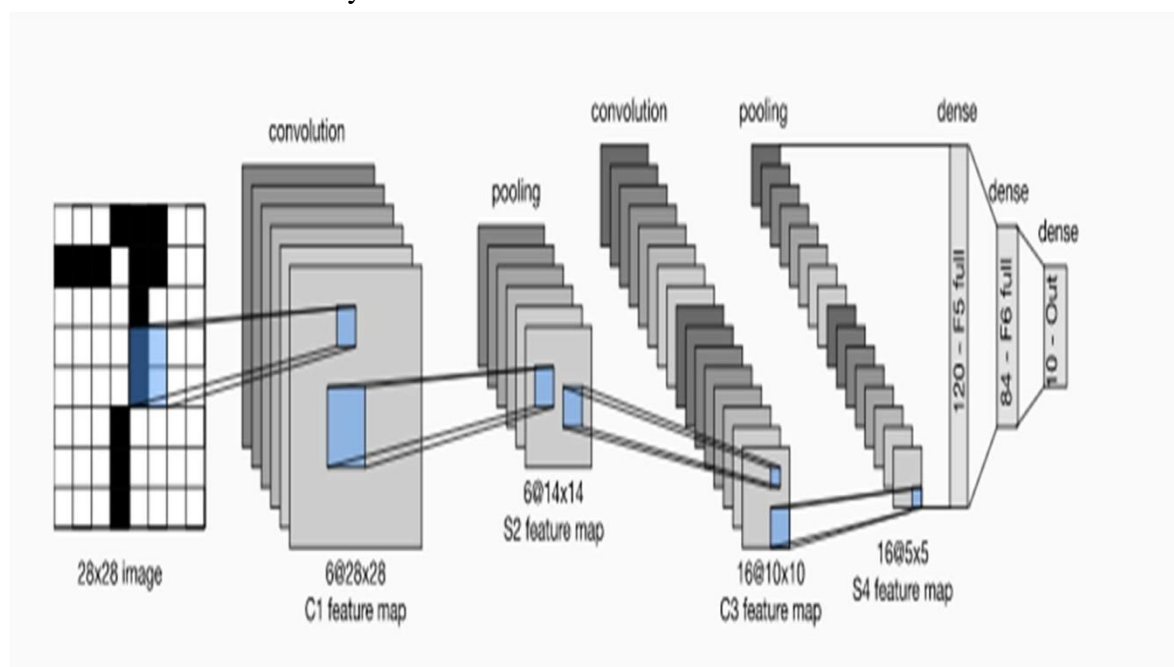 convolution
pooling
convolution
pooling
dense
dense
dense
120 - F5 full
84 - F6 full
10 - Out
28x28 image
6@28x28
C1 feature map
6@14x14
S2 feature map
16@10x10
C3 feature map
16@5x5
S4 feature map